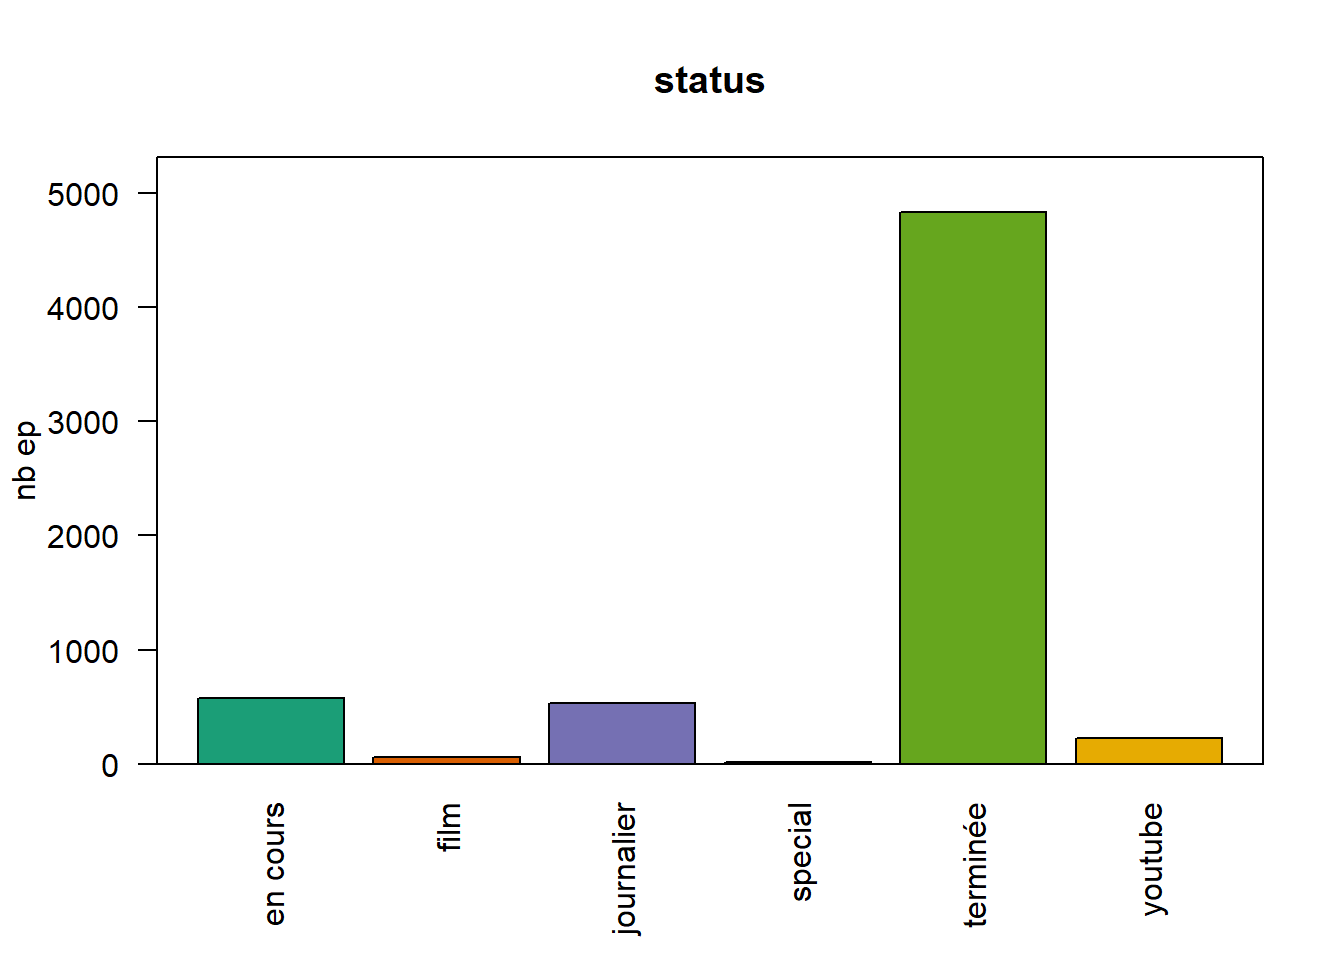 status
nb ep
5000
4000
3000
2000
1000
0
en cours
film
journalier
special
terminée
youtube